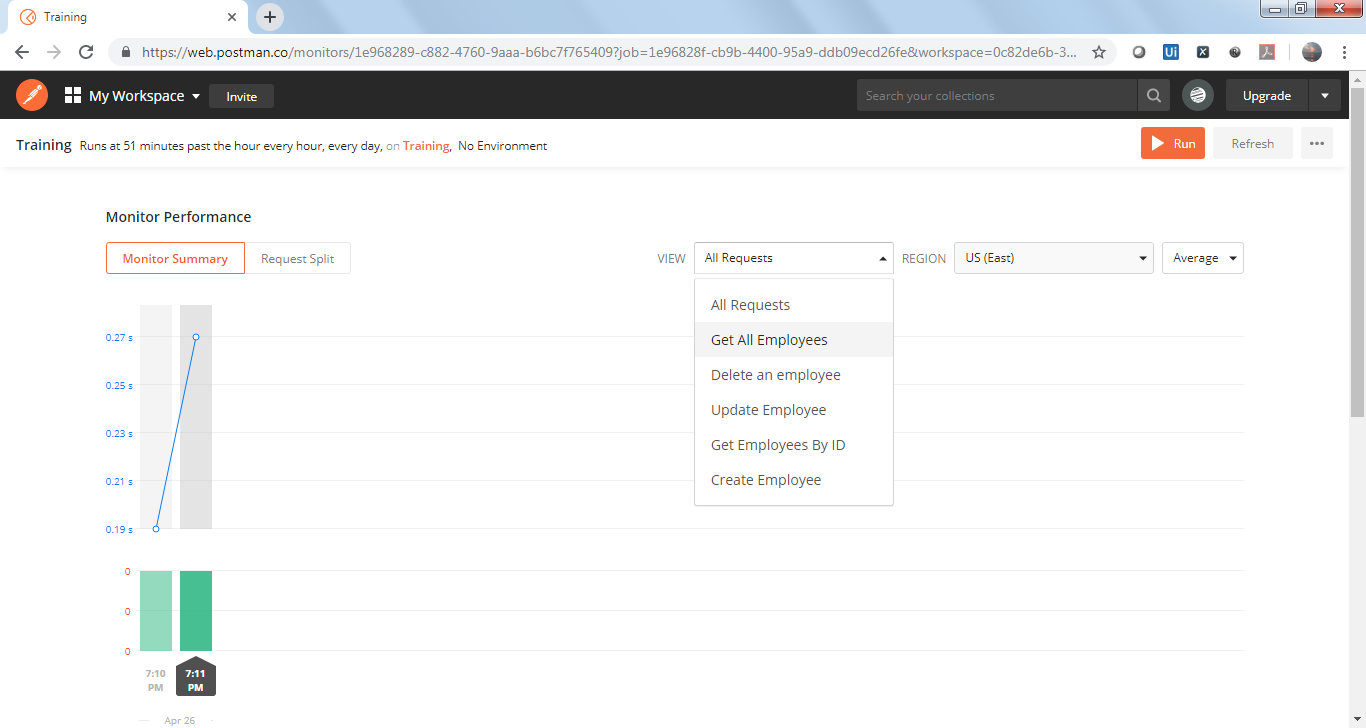 Training
https://web.postman.co/monitors/1e968289-c882-4760-9aaa-b6bc7f765409?job=1e96828f-cb9b-4400-95a9-ddb09ecd26fe&workspace=0c82de6b-3...
Ui
X
My Workspace
Invite
Search your collections
Upgrade
Training Runs at 51 minutes past the hour every hour, every day, on Training, No Environment
Run
Refresh
Monitor Performance
Monitor Summary
Request Split
VIEW
All Requests
REGION
US (East)
Average
All Requests
Get All Employees
Delete an employee
Update Employee
Get Employees By ID
Create Employee
0.27 s
0.25 s
0.23 s
0.21 s
0.19 s
0
0
0
7:10
PM
7:11
PM
Apr 26